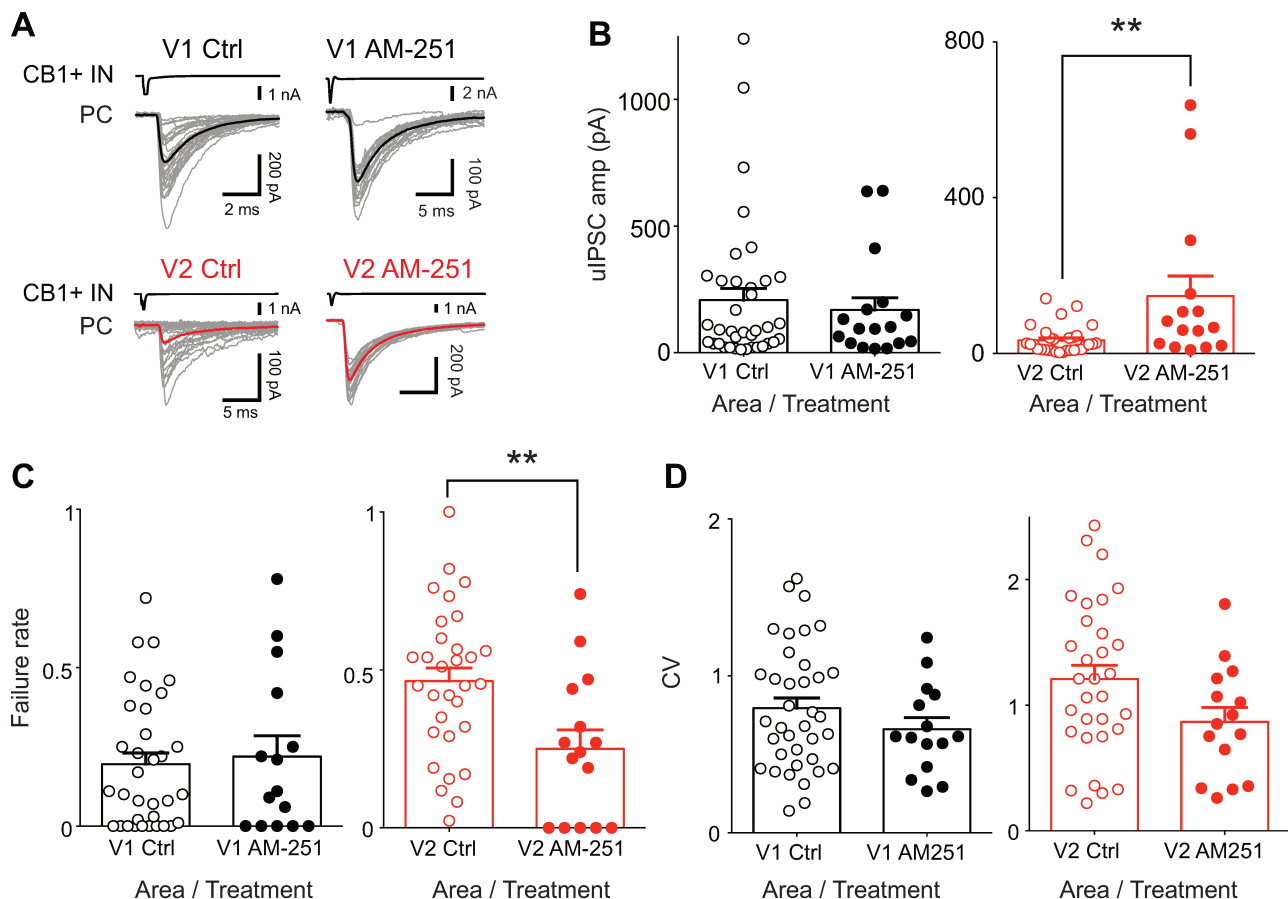 A
V1 Ctrl
V1 AM-251
CB1+ IN
1 nA
2 nA
PC
200 pA
100 pA
2 ms
5 ms
V2 Ctrl
V2 AM-251
CB1+ IN
1 nA
1 nA
PC
100 pA
200 pA
5 ms
B
uIPSC amp (pA)
1000
500
0
V1 Ctrl
V1 AM-251
Area / Treatment
800
400
0
**
V2 Ctrl
V2 AM-251
Area / Treatment
C
Failure rate
1
0.5
0
V1 Ctrl
V1 AM-251
Area / Treatment
**
1
0.5
0
V2 Ctrl
V2 AM-251
Area / Treatment
D
CV
2
1
0
V1 Ctrl
V1 AM251
Area / Treatment
2
1
0
V2 Ctrl
V2 AM251
Area / Treatment